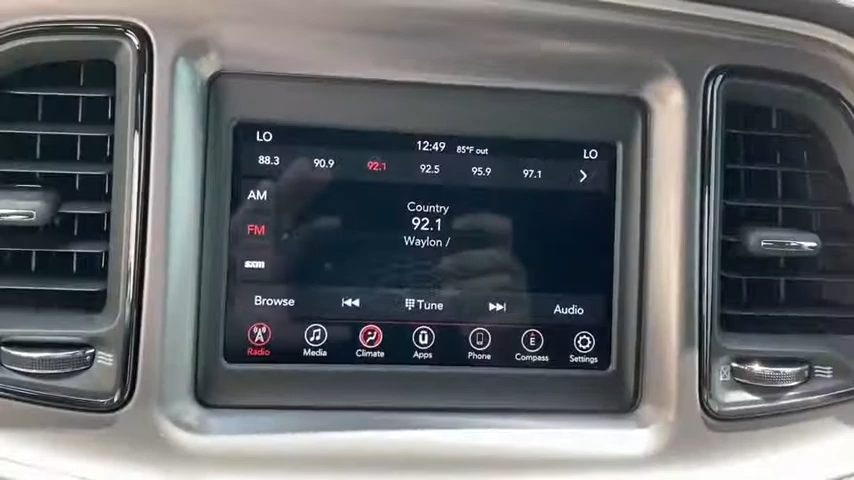 LO 12:49 85°F out LO
88.3 90.9 92.1 92.5 95.9 97.1
AM
FM
sxm
Country
92.1
Waylon /
Browse Tune Audio
Radio Media Climate Apps Phone Compass Settings
E